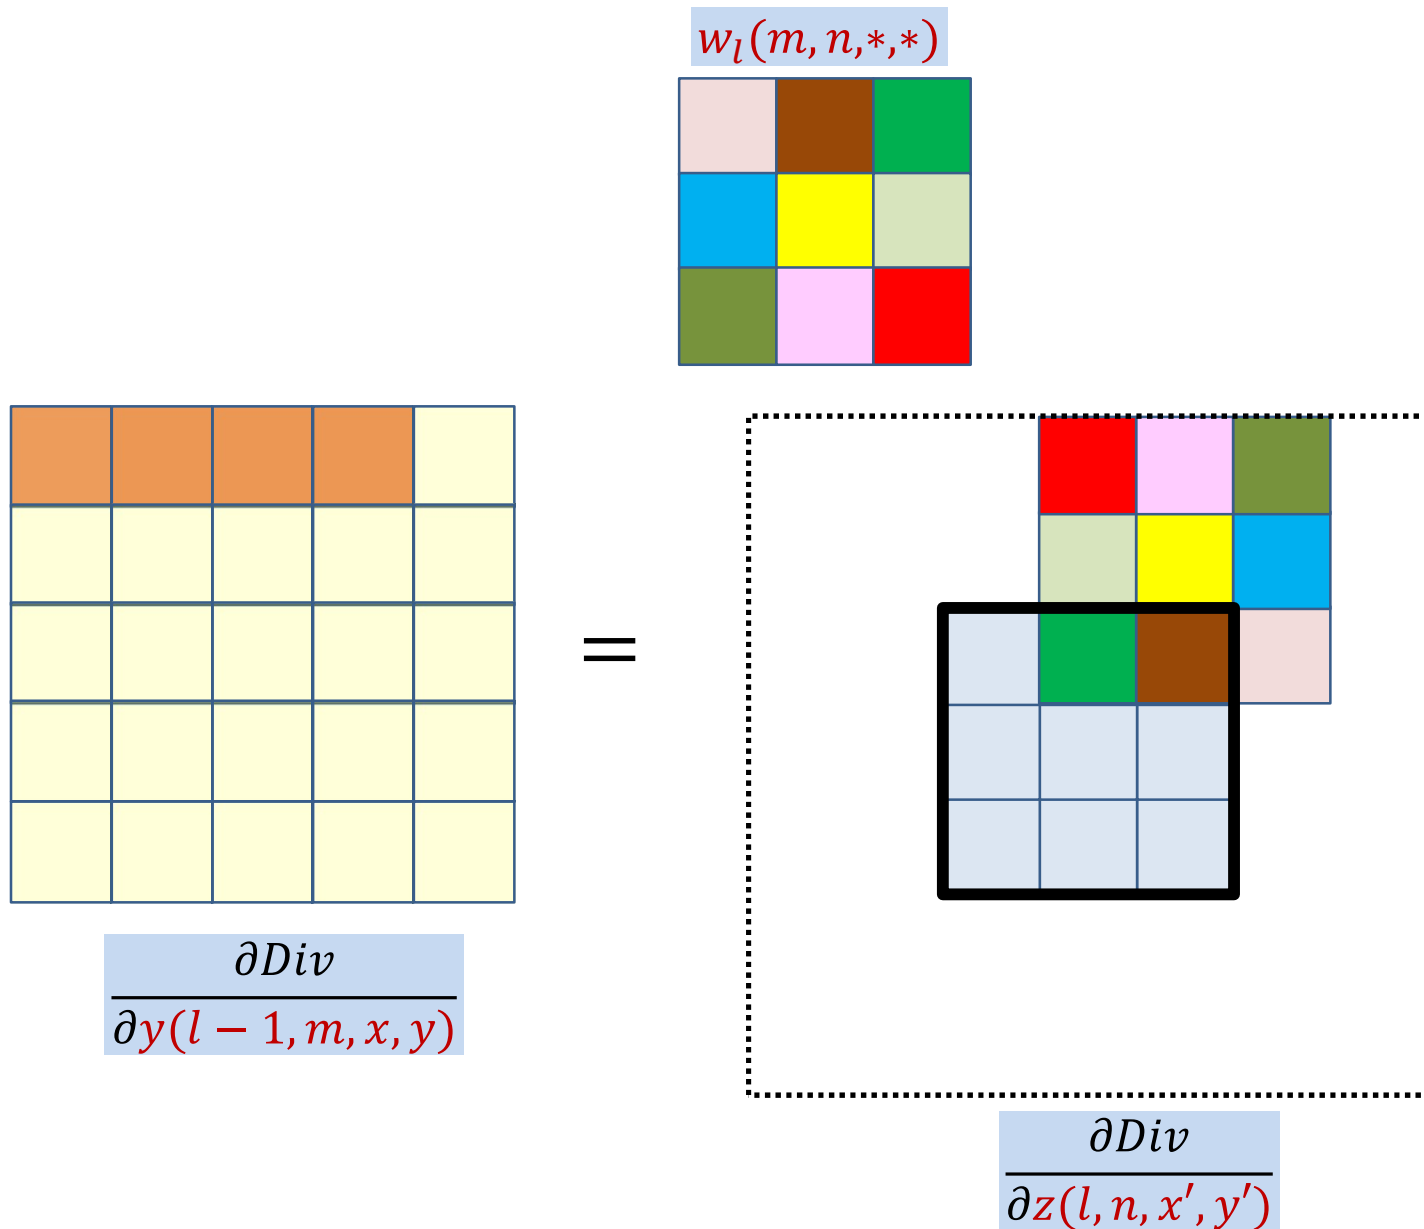 w_l(m, n,*,*)
=
∂Div
∂y(l − 1, m, x, y)
∂Div
∂z(l, n, x′, y′)